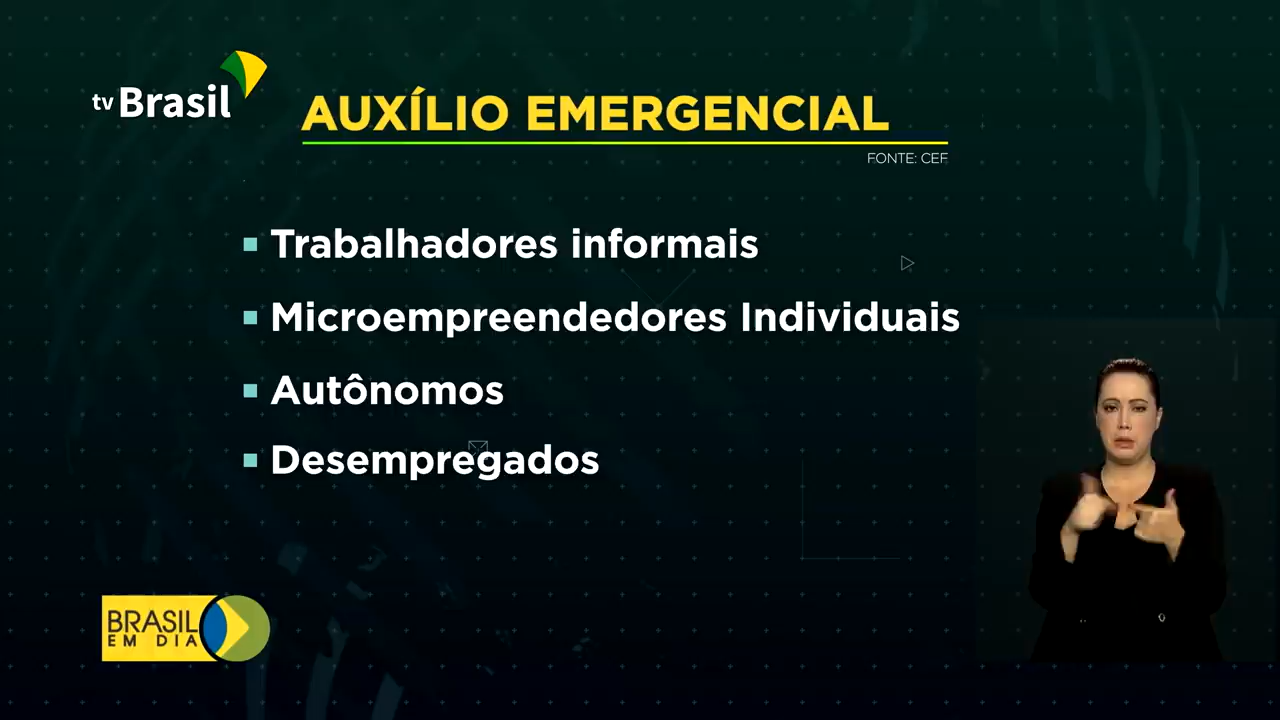 tv Brasil
AUXÍLIO EMERGENCIAL
FONTE: CEF
Trabalhadores informais
Microempreendedores Individuais
Autônomos
Desempregados
BRASIL
EM DIA